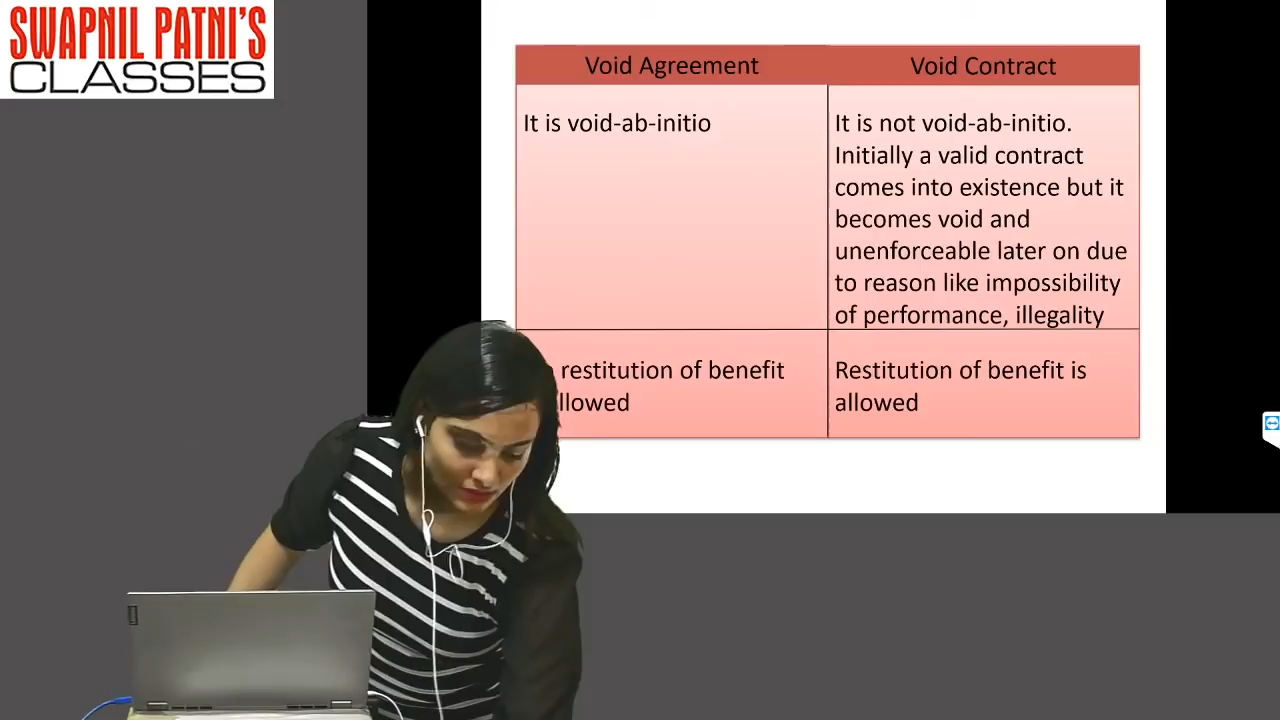 SWAPNIL PATNI'S
CLASSES
Void Agreement
Void Contract
It is void-ab-initio
It is not void-ab-initio.
Initially a valid contract
comes into existence but it
becomes void and
unenforceable later on due
to reason like impossibility
of performance, illegality
restitution of benefit
llowed
Restitution of benefit is
allowed